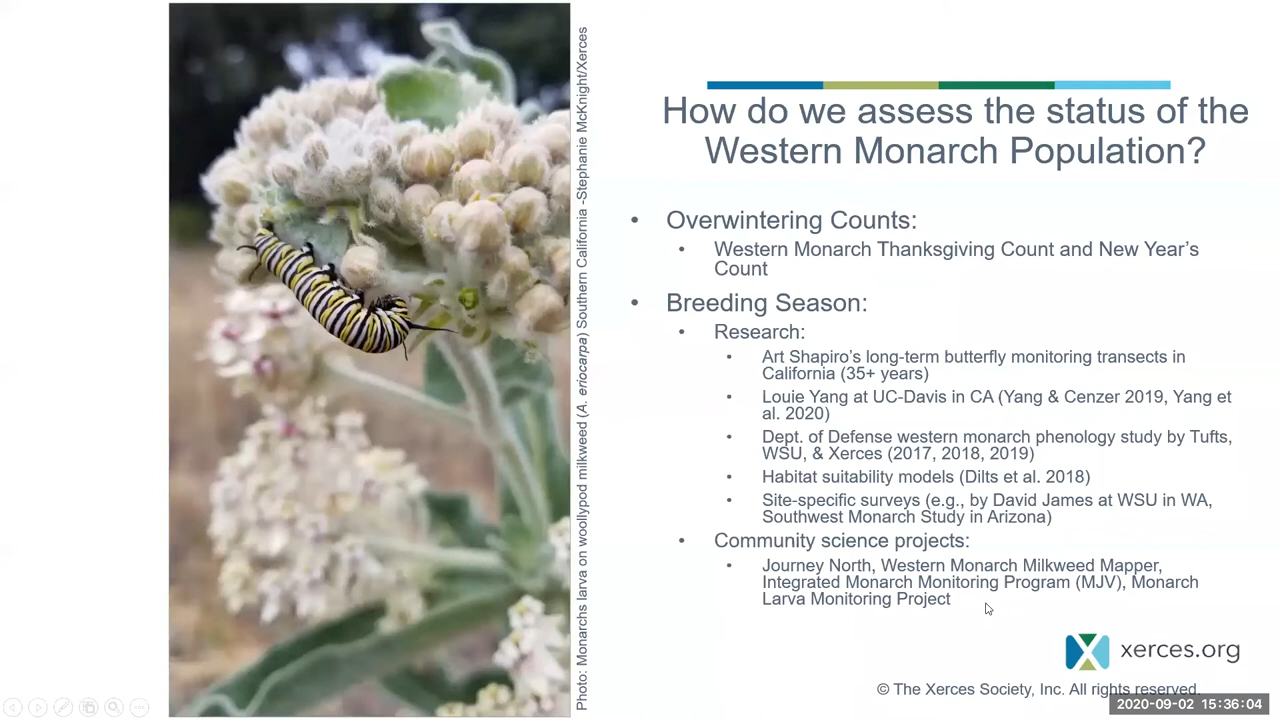 How do we assess the status of the
Western Monarch Population?
• Overwintering Counts:
• Western Monarch Thanksgiving Count and New Year’s
Count
• Breeding Season:
• Research:
• Art Shapiro’s long-term butterfly monitoring transects in
California (35+ years)
• Louie Yang at UC-Davis in CA (Yang & Cenzer 2019, Yang et
al. 2020)
• Dept. of Defense western monarch phenology study by Tufts,
WSU, & Xerces (2017, 2018, 2019)
• Habitat suitability models (Dilts et al. 2018)
• Site-specific surveys (e.g., by David James at WSU in WA,
Southwest Monarch Study in Arizona)
• Community science projects:
• Journey North, Western Monarch Milkweed Mapper,
Integrated Monarch Monitoring Program (MJV), Monarch
Larva Monitoring Project
Photo: Monarchs larva on woollypod milkweed (A. eriocarpa) Southern California -Stephanie McKnight/Xerces
xerces.org
© The Xerces Society, Inc. All rights reserved.
2020-09-02 15:36:04